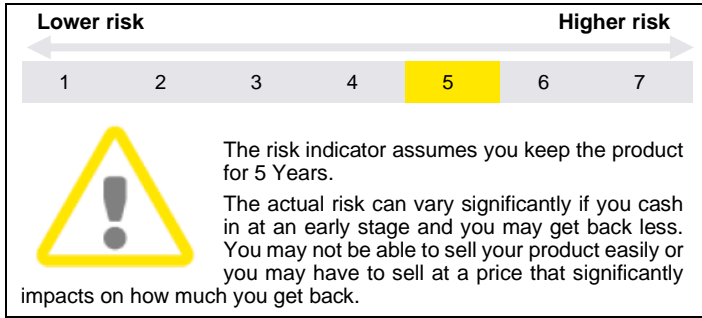 Lower risk Higher risk
1 2 3 4 5 6 7
The risk indicator assumes you keep the product
for 5 Years.
The actual risk can vary significantly if you cash
in at an early stage and you may get back less.
You may not be able to sell your product easily or
you may have to sell at a price that significantly
impacts on how much you get back.